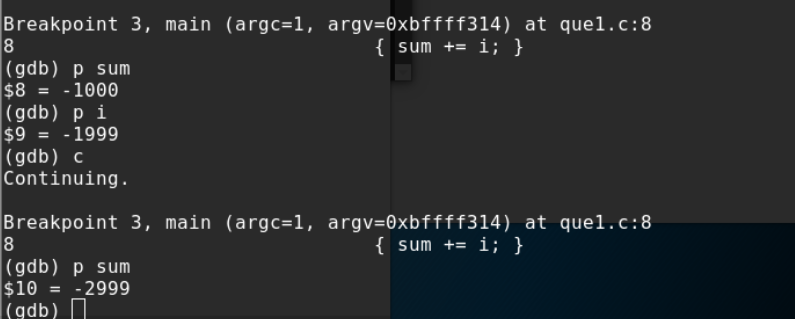 Breakpoint 3, main (argc=1, argv=0xbffff314) at que1.c:8
8                               { sum += i; }
(gdb) p sum
$8 = -1000
(gdb) p i
$9 = -1999
(gdb) c
Continuing.
Breakpoint 3, main (argc=1, argv=0xbffff314) at que1.c:8
8                               { sum += i; }
(gdb) p sum
$10 = -2999
(gdb)